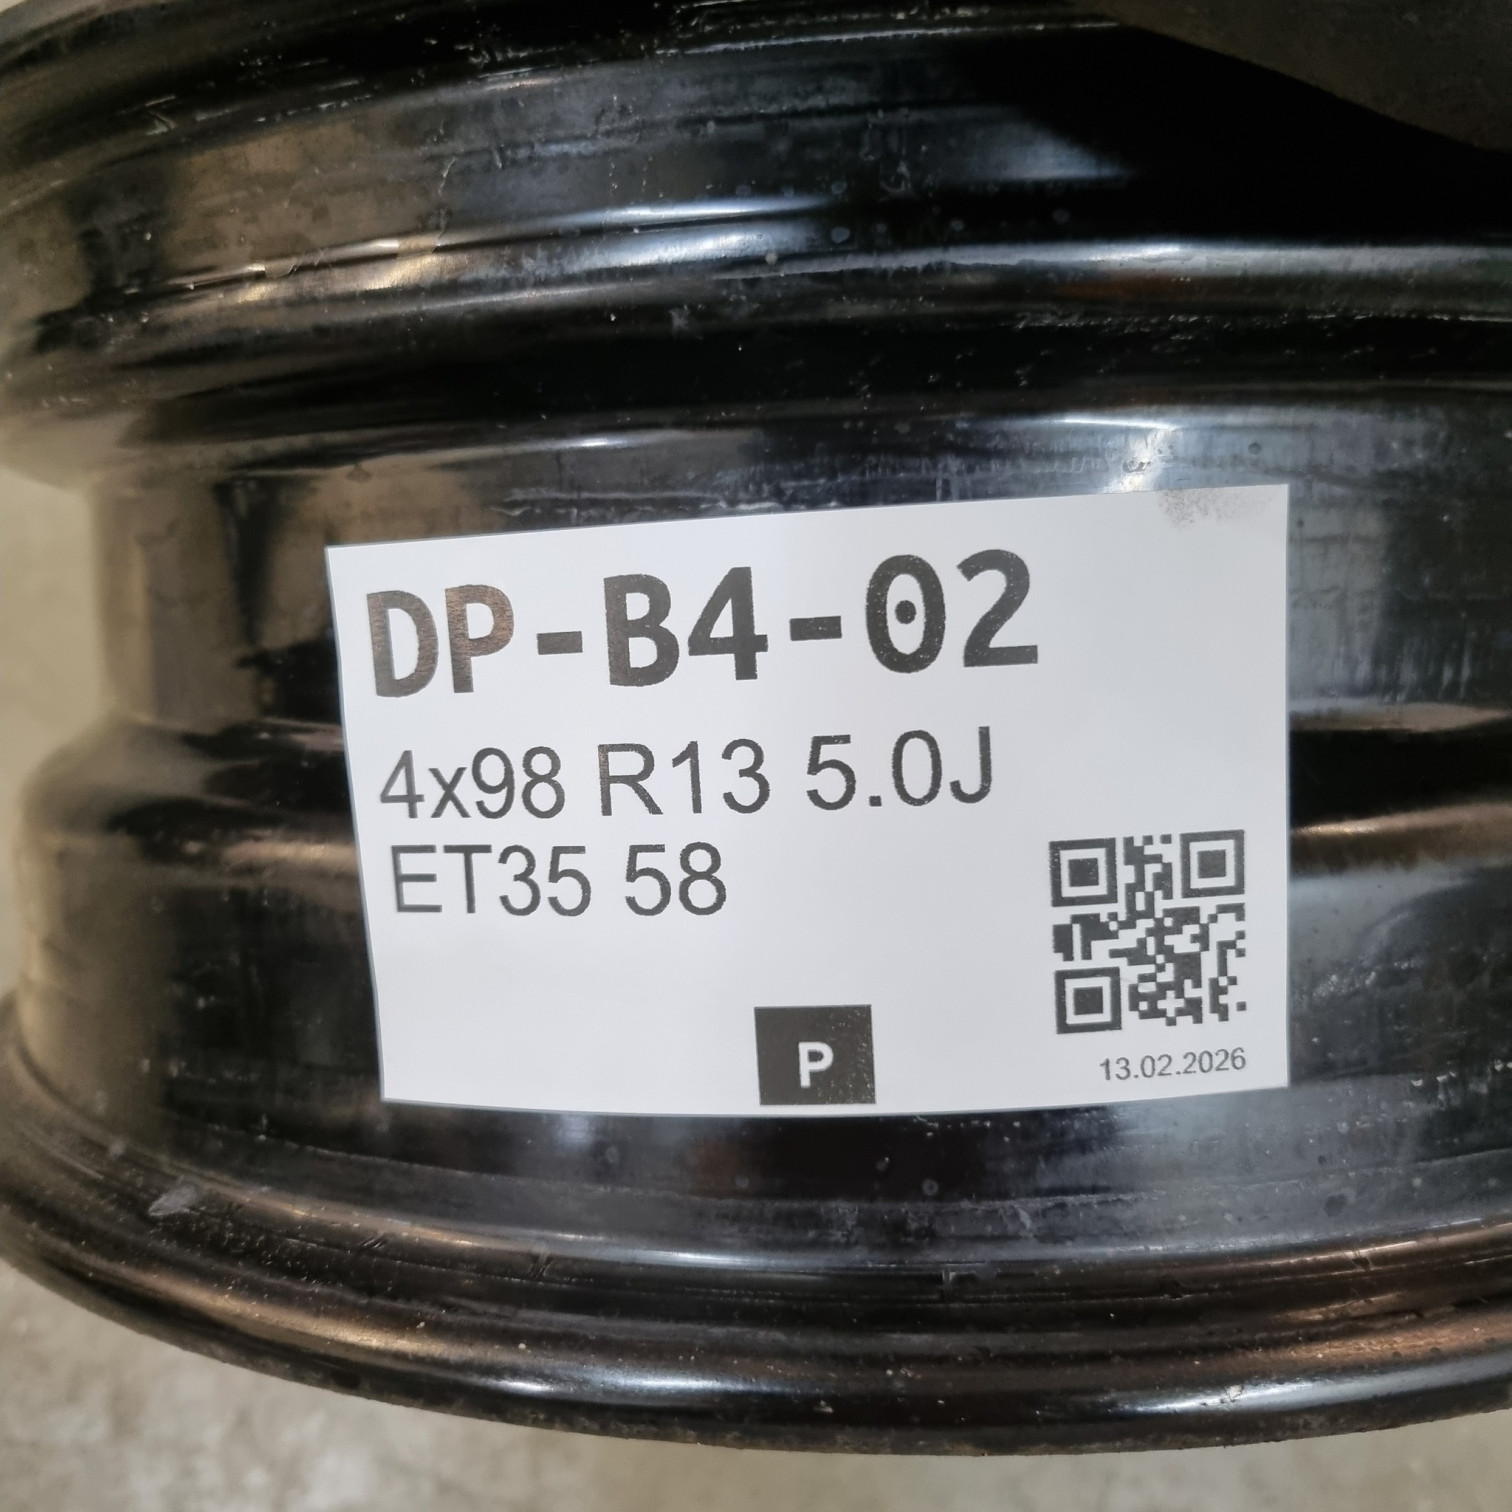 DP-B4-02
4x98 R13 5.0J
ET35 58
P
13.02.2026